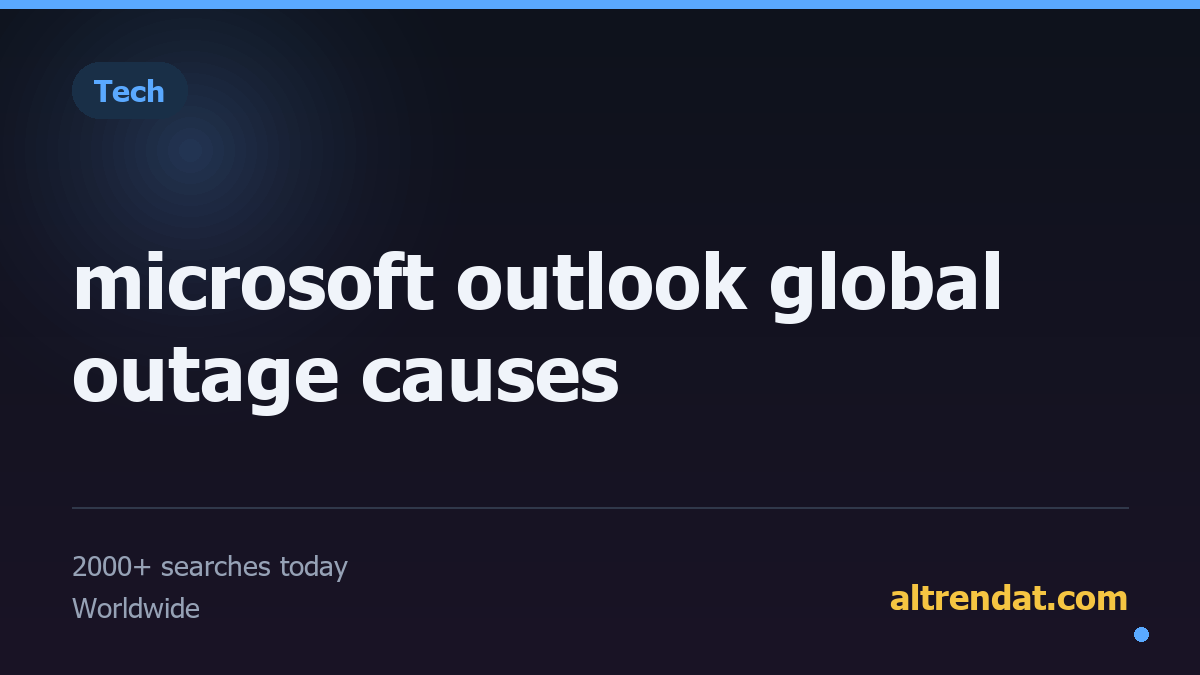 Tech
microsoft outlook global
outage causes
2000+ searches today
Worldwide
altrendat.com